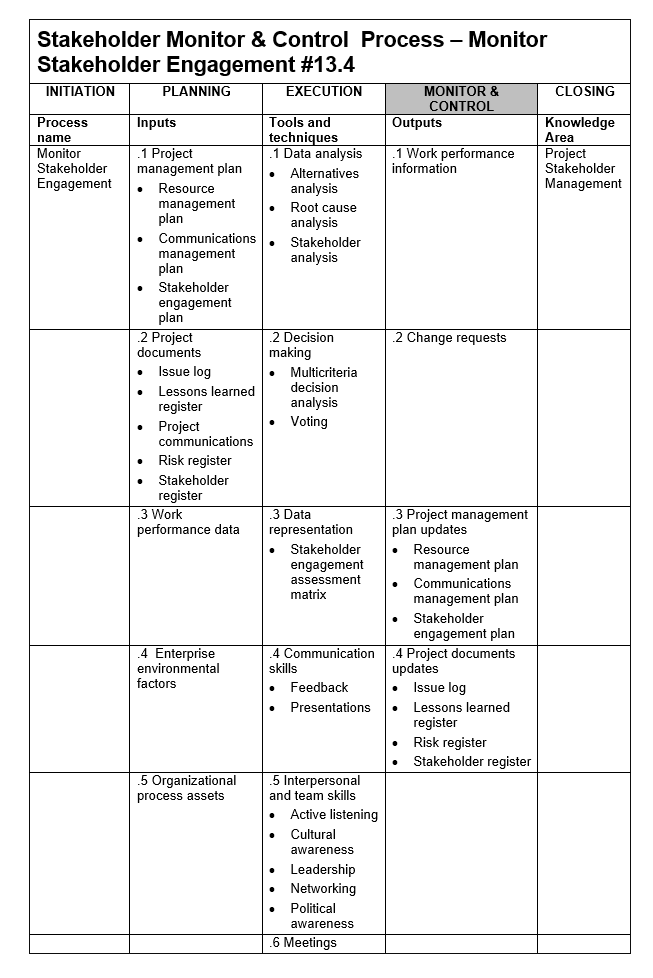 Stakeholder Monitor & Control  Process – Monitor
Stakeholder Engagement #13.4
INITIATION
PLANNING
EXECUTION
MONITOR &
CONTROL
CLOSING
Process
name
Inputs
Tools and
techniques
Outputs
Knowledge
Area
Monitor
Stakeholder
Engagement
.1 Project
management plan
• Resource
management
plan
• Communications
management
plan
• Stakeholder
engagement
plan
.1 Data analysis
• Alternatives
analysis
• Root cause
analysis
• Stakeholder
analysis
.1 Work performance
information
Project
Stakeholder
Management
.2 Project
documents
• Issue log
• Lessons learned
register
• Project
communications
• Risk register
• Stakeholder
register
.2 Decision
making
• Multicriteria
decision
analysis
• Voting
.2 Change requests
.3 Work
performance data
.3 Data
representation
• Stakeholder
engagement
assessment
matrix
.3 Project management
plan updates
• Resource
management plan
• Communications
management plan
• Stakeholder
engagement plan
.4  Enterprise
environmental
factors
.4 Communication
skills
• Feedback
• Presentations
.4 Project documents
updates
• Issue log
• Lessons learned
register
• Risk register
• Stakeholder register
.5 Organizational
process assets
.5 Interpersonal
and team skills
• Active listening
• Cultural
awareness
• Leadership
• Networking
• Political
awareness
.6 Meetings